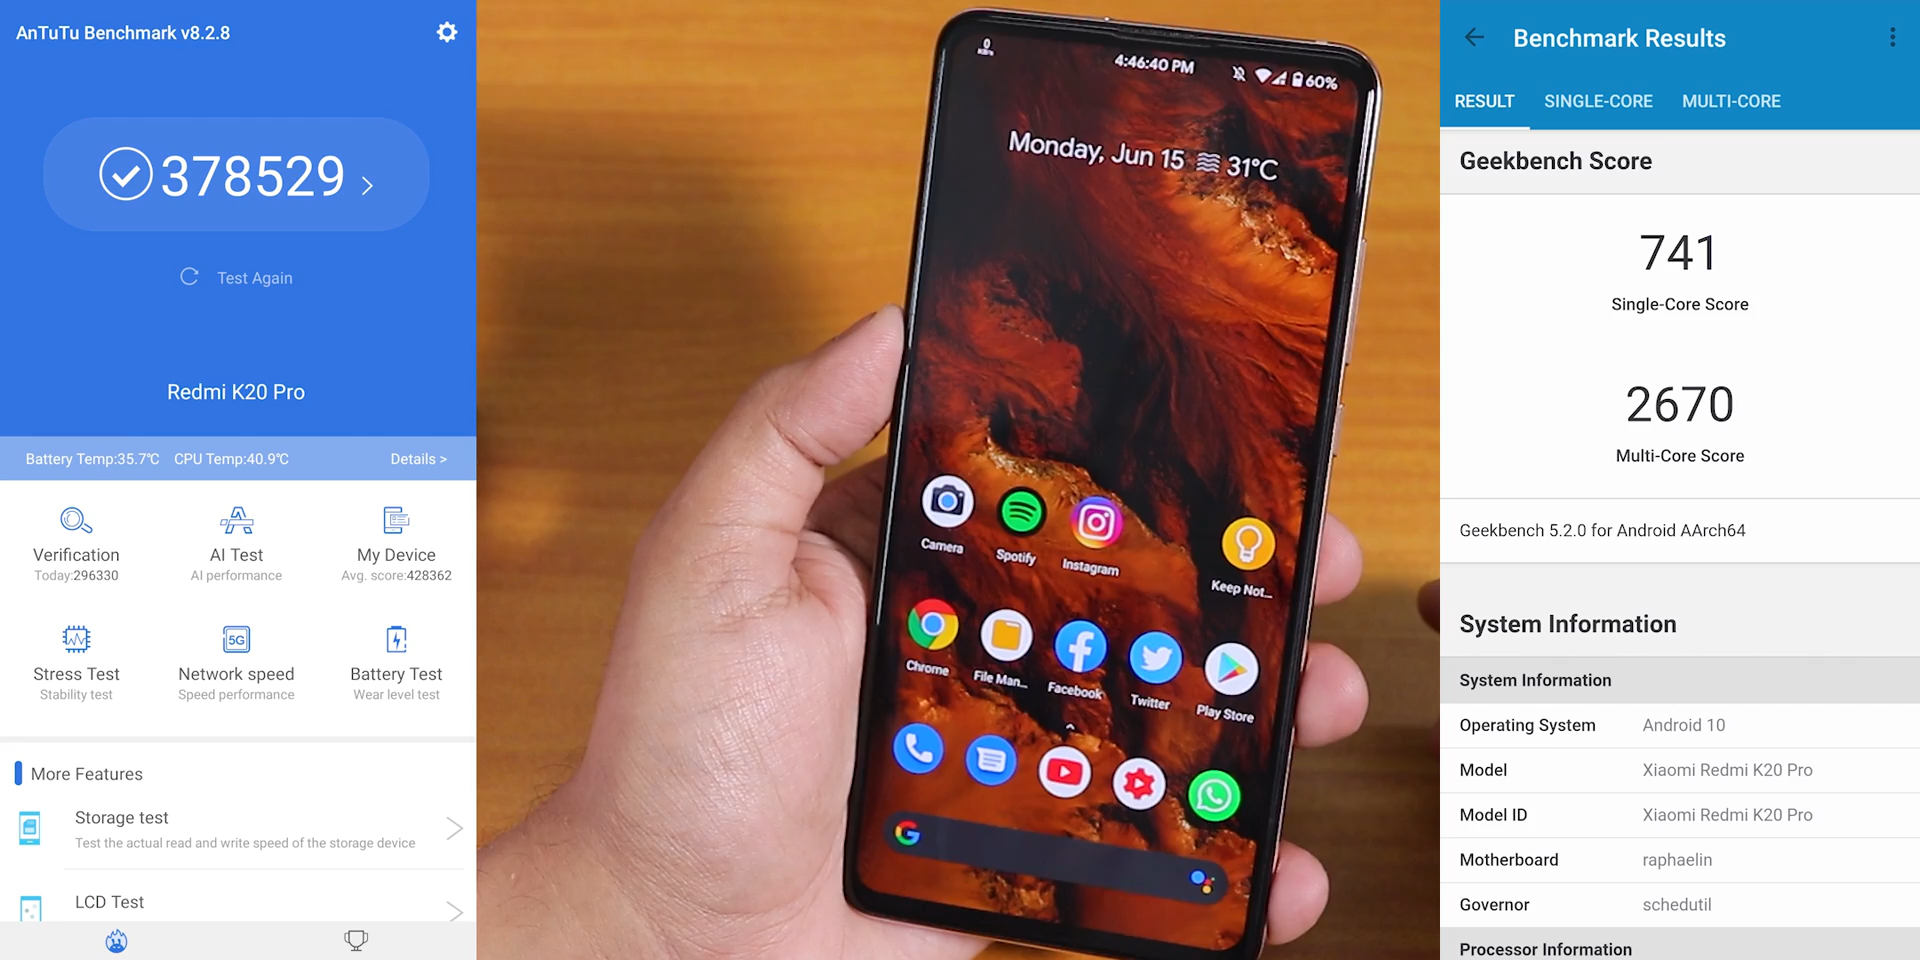 AnTuTu Benchmark v8.2.8
378529
Test Again
Redmi K20 Pro
Battery Temp:35.7℃ CPU Temp:40.9℃ Details >
Verification
Today:296330
AI Test
AI performance
My Device
Avg. score:428362
Stress Test
Stability test
Network speed
5G
Speed performance
Battery Test
Wear level test
More Features
Storage test
Test the actual read and write speed of the storage device
LCD Test
0
4:46:40 PM
60%
Monday, Jun 15 31°C
Camera
Spotify
Instagram
Keep Not...
Chrome
File Man...
Facebook
Twitter
Play Store
G
Benchmark Results
RESULT SINGLE-CORE MULTI-CORE
Geekbench Score
741
Single-Core Score
2670
Multi-Core Score
Geekbench 5.2.0 for Android AArch64
System Information
System Information
Operating System Android 10
Model Xiaomi Redmi K20 Pro
Model ID Xiaomi Redmi K20 Pro
Motherboard raphaelin
Governor schedutil
Processor Information